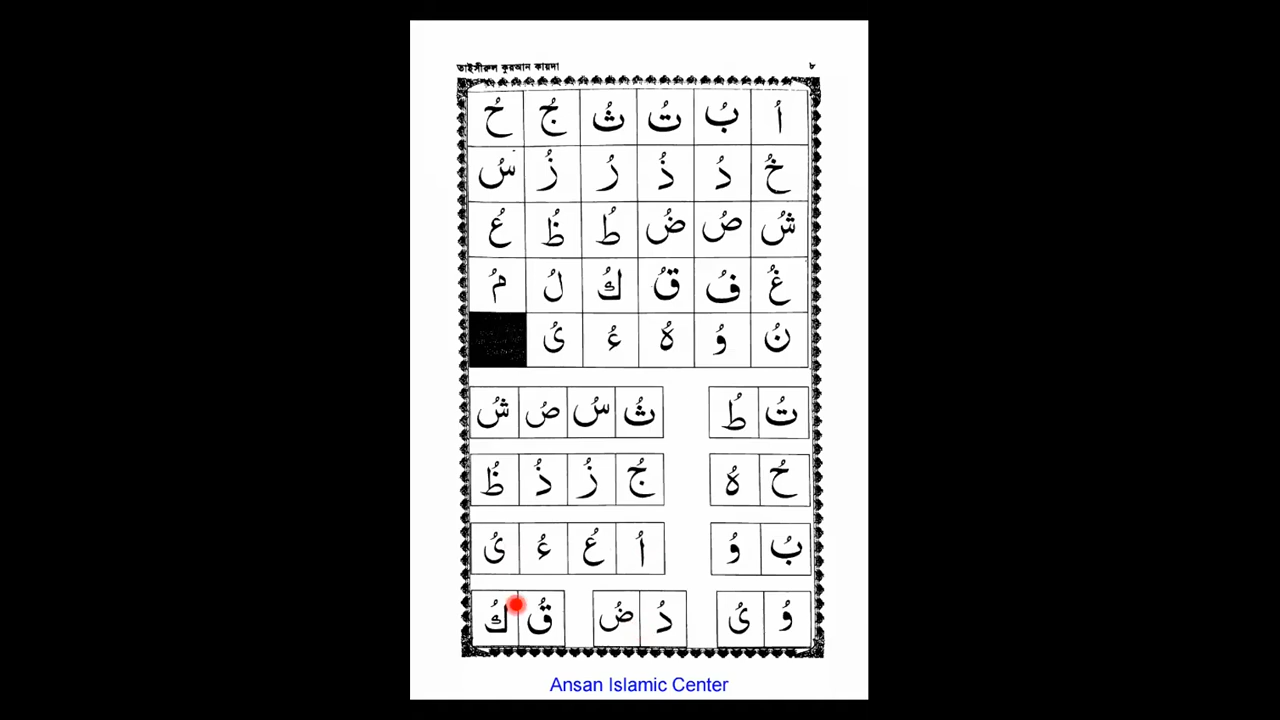 তাইসীরুল কুরআন কায়দা ৮
اُ بُ تُ ثُ جُ حُ
خُ دُ ذُ رُ زُ سُ
شُ صُ ضُ طُ ظُ عُ
غُ فُ قُ كُ لُ مُ
نُ وُ هُ ءُ ىُ
تُ طُ ثُ سُ صُ شُ
حُ هُ جُ زُ ذُ ظُ
بُ وُ اُ عُ ءُ ىُ
وُ ىُ دُ ضُ قُ كُ
Ansan Islamic Center